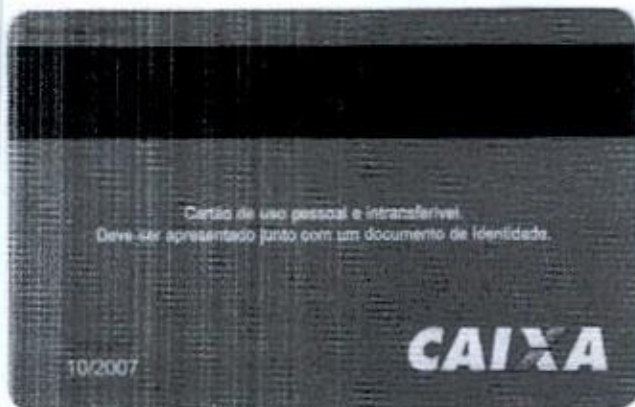 Cartão de uso pessoal e intransferível.
Deve ser apresentado junto com um documento de identidade.
CAIXA
10/2007